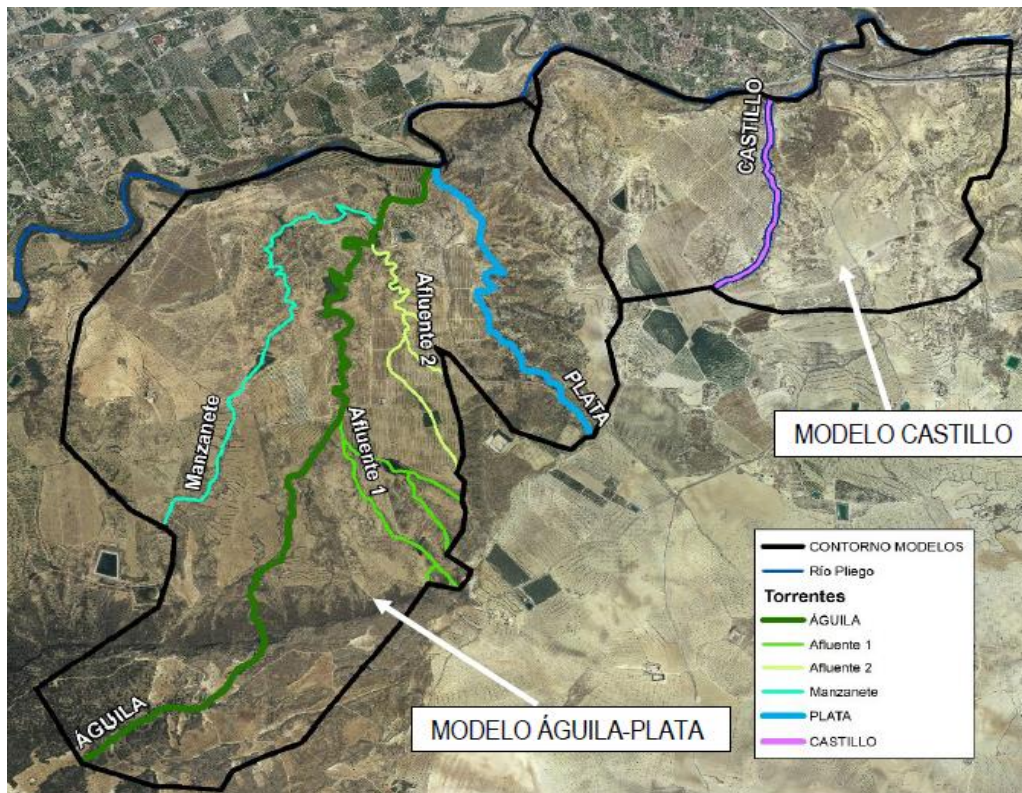 CASTILLO
Afluente 2
PLATA
Manzanete
Afluente 1
ÁGUILA
MODELO CASTILLO
MODELO ÁGUILA-PLATA
CONTORNO MODELOS
Río Pliego
Torrentes
ÁGUILA
Afluente 1
Afluente 2
Manzanete
PLATA
CASTILLO